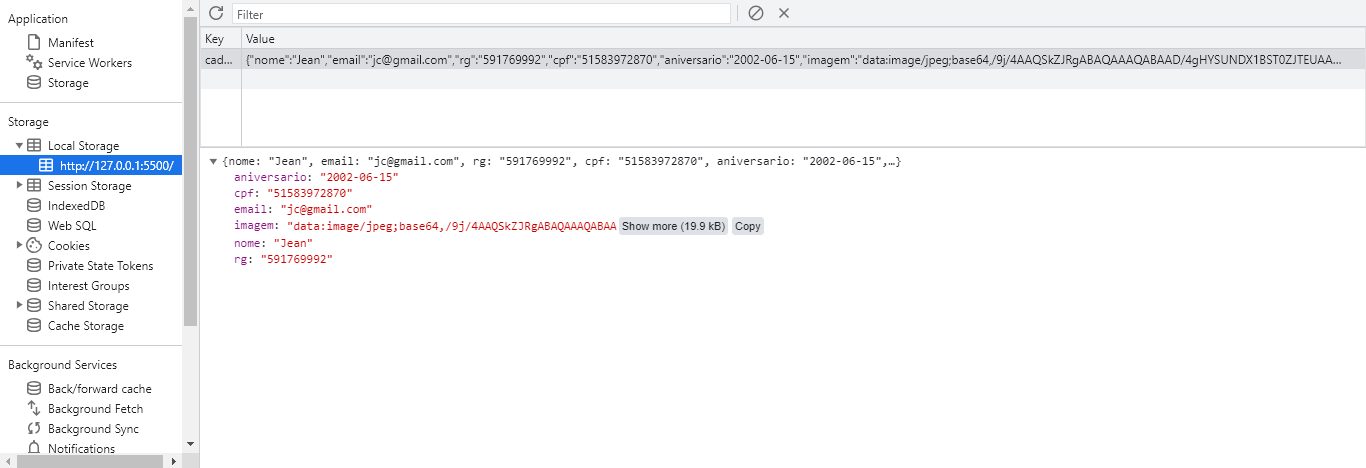 Application
Manifest
Service Workers
Storage
Storage
Local Storage
http://127.0.0.1:5500/
Session Storage
IndexedDB
Web SQL
Cookies
Private State Tokens
Interest Groups
Shared Storage
Cache Storage
Background Services
Back/forward cache
Background Fetch
Background Sync
Notifications
Filter
Key Value
cad... {"nome":"Jean","email":"jc@gmail.com","rg":"591769992","cpf":"51583972870","aniversario":"2002-06-15","imagem":"data:image/jpeg;base64,/9j/4AAQSkZJRgABAQAAAQABAAD/4gHYSUNDX1BST0ZJTEUAA...
{nome: "Jean", email: "jc@gmail.com", rg: "591769992", cpf: "51583972870", aniversario: "2002-06-15",…}
aniversario: "2002-06-15"
cpf: "51583972870"
email: "jc@gmail.com"
imagem: "data:image/jpeg;base64,/9j/4AAQSkZJRgABAQAAAQABAA Show more (19.9 kB) Copy
nome: "Jean"
rg: "591769992"